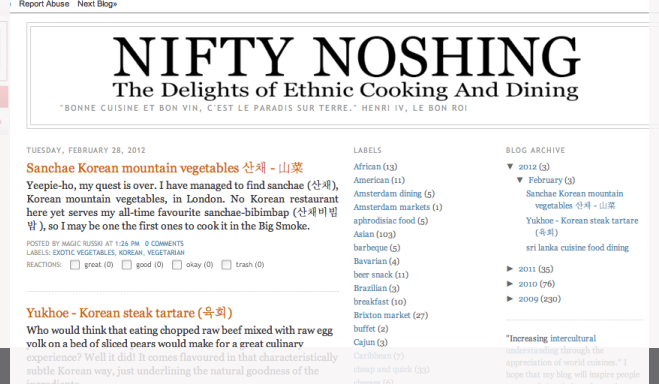 Report Abuse Next Blog»
NIFTY NOSHING
The Delights of Ethnic Cooking And Dining
"BONNE CUISINE ET BON VIN, C'EST LE PARADIS SUR TERRE." HENRI IV, LE BON ROI
TUESDAY, FEBRUARY 28, 2012
Sanchae Korean mountain vegetables 산채 - 山菜
Yeepie-ho, my quest is over. I have managed to find sanchae (산채),
Korean mountain vegetables, in London. No Korean restaurant
here yet serves my all-time favourite sanchae-bibimbap (산채비빔
밥 ), so I may be one the first ones to cook it in the Big Smoke.
POSTED BY MAGIC RUSSKI AT 1:26 PM 0 COMMENTS
LABELS: EXOTIC VEGETABLES, KOREAN, VEGETARIAN
REACTIONS: great (0) good (0) okay (0) trash (0)
Yukhoe - Korean steak tartare (육회)
Who would think that eating chopped raw beef mixed with raw egg
yolk on a bed of sliced pears would make for a great culinary
experience? Well it did! It comes flavoured in that characteristically
subtle Korean way, just underlining the natural goodness of the
ingredients
LABELS
African (13)
American (11)
Amsterdam dining (5)
Amsterdam markets (1)
aphrodisiac food (5)
Asian (103)
barbeque (5)
Bavarian (4)
beer snack (11)
Brazilian (3)
breakfast (10)
Brixton market (27)
buffet (2)
Cajun (3)
Caribbean (7)
cheap and quick (33)
cheeses (6)
BLOG ARCHIVE
▼ 2012 (3)
▼ February (3)
Sanchae Korean mountain
vegetables 산채 - 山菜
Yukhoe - Korean steak tartare
(육회)
sri lanka cuisine food dining
► 2011 (35)
► 2010 (76)
► 2009 (230)
"Increasing intercultural
understanding through the
appreciation of world cuisines." I
hope that my blog will inspire people